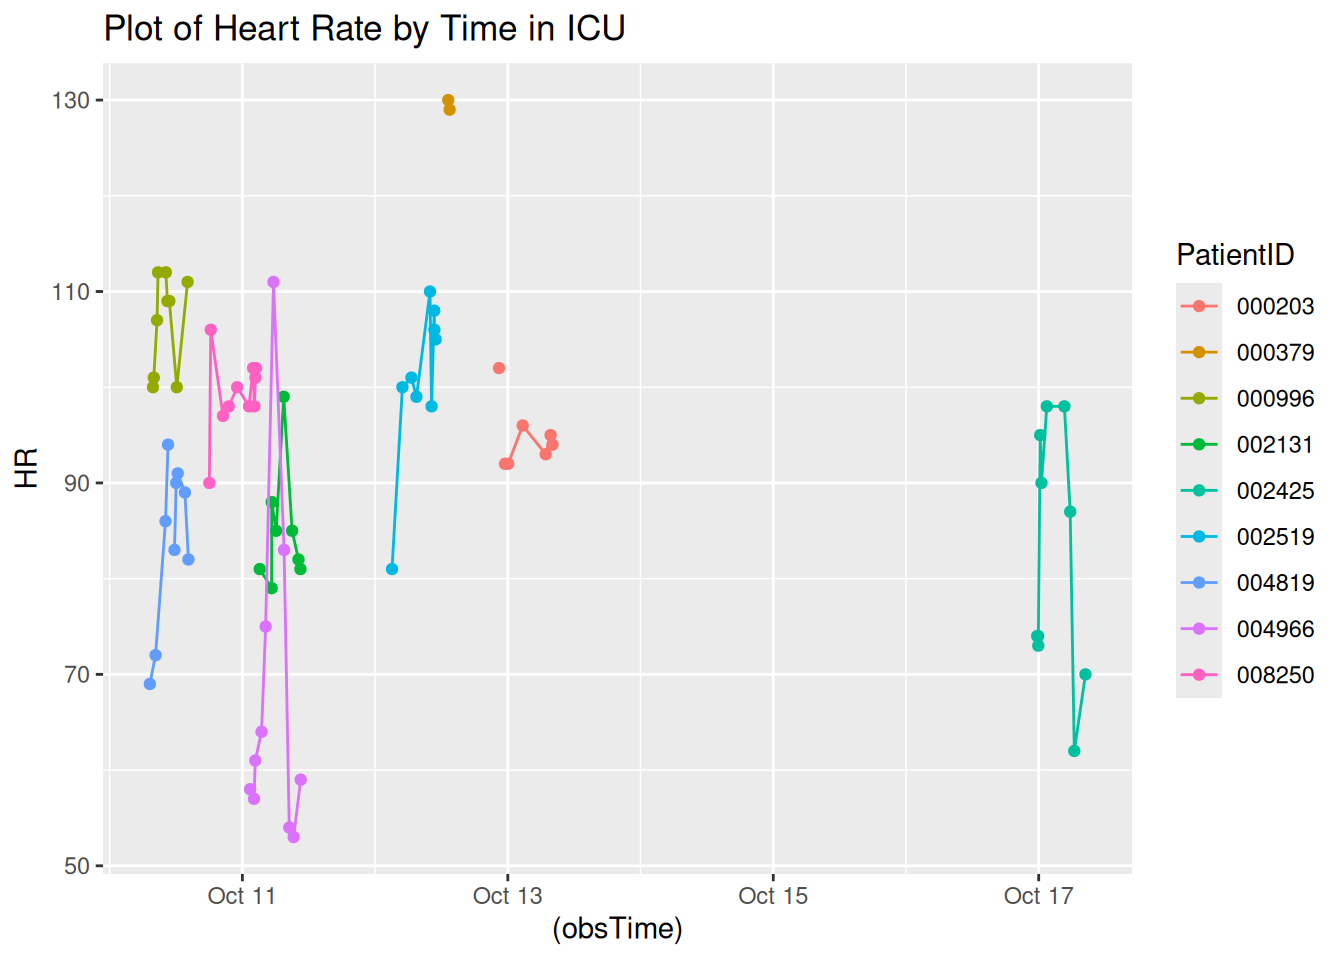 Plot of Heart Rate by Time in ICU
130
110
90
70
50
HR
Oct 11
Oct 13
Oct 15
Oct 17
(obsTime)
PatientID
000203
000379
000996
002131
002425
002519
004819
004966
008250